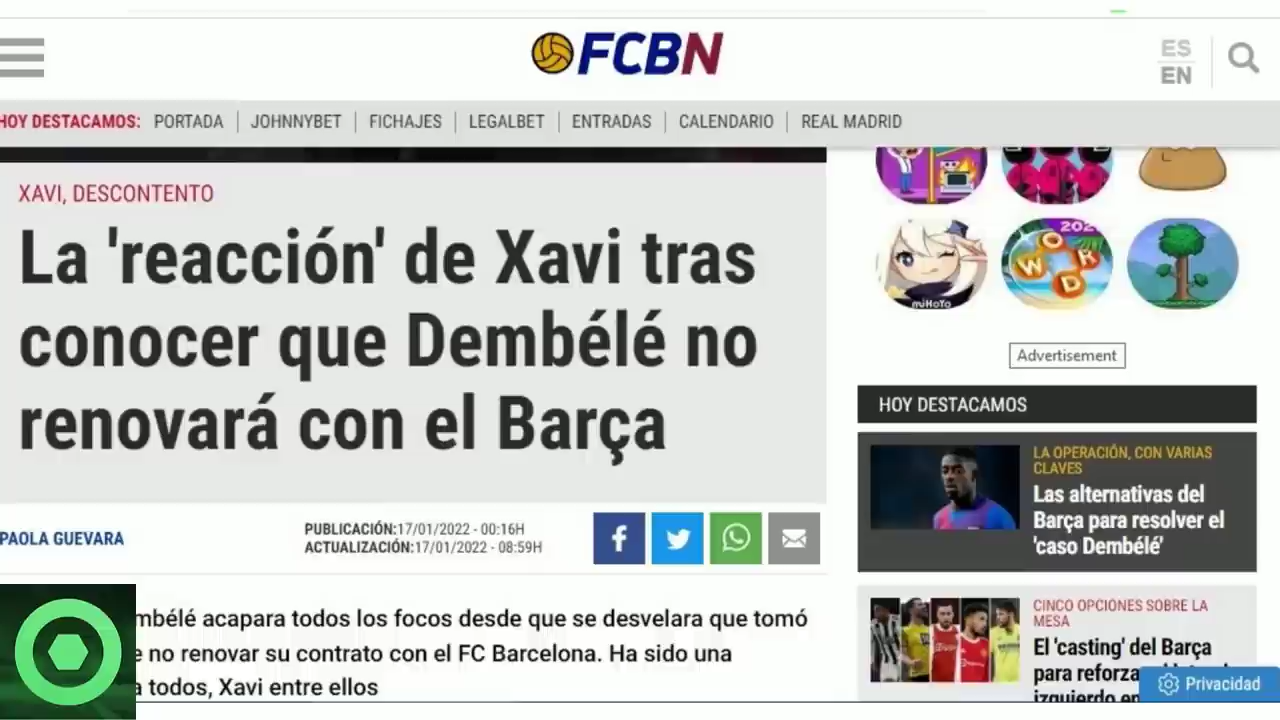 FCBN
ES
EN
HOY DESTACAMOS: PORTADA JOHNNYBET FICHAJES LEGALBET ENTRADAS CALENDARIO REAL MADRID
XAVI, DESCONTENTO
La 'reacción' de Xavi tras
conocer que Dembélé no
renovará con el Barça
PAOLA GUEVARA
PUBLICACIÓN:17/01/2022 - 00:16H
ACTUALIZACIÓN:17/01/2022 - 08:59H
mbélé acapara todos los focos desde que se desvelara que tomó
e no renovar su contrato con el FC Barcelona. Ha sido una
a todos, Xavi entre ellos
miHoYo
202
W O R D
Advertisement
HOY DESTACAMOS
LA OPERACIÓN, CON VARIAS
CLAVES
Las alternativas del
Barça para resolver el
'caso Dembélé'
CINCO OPCIONES SOBRE LA
MESA
El 'casting' del Barça
para reforza
izquierdo en
Privacidad